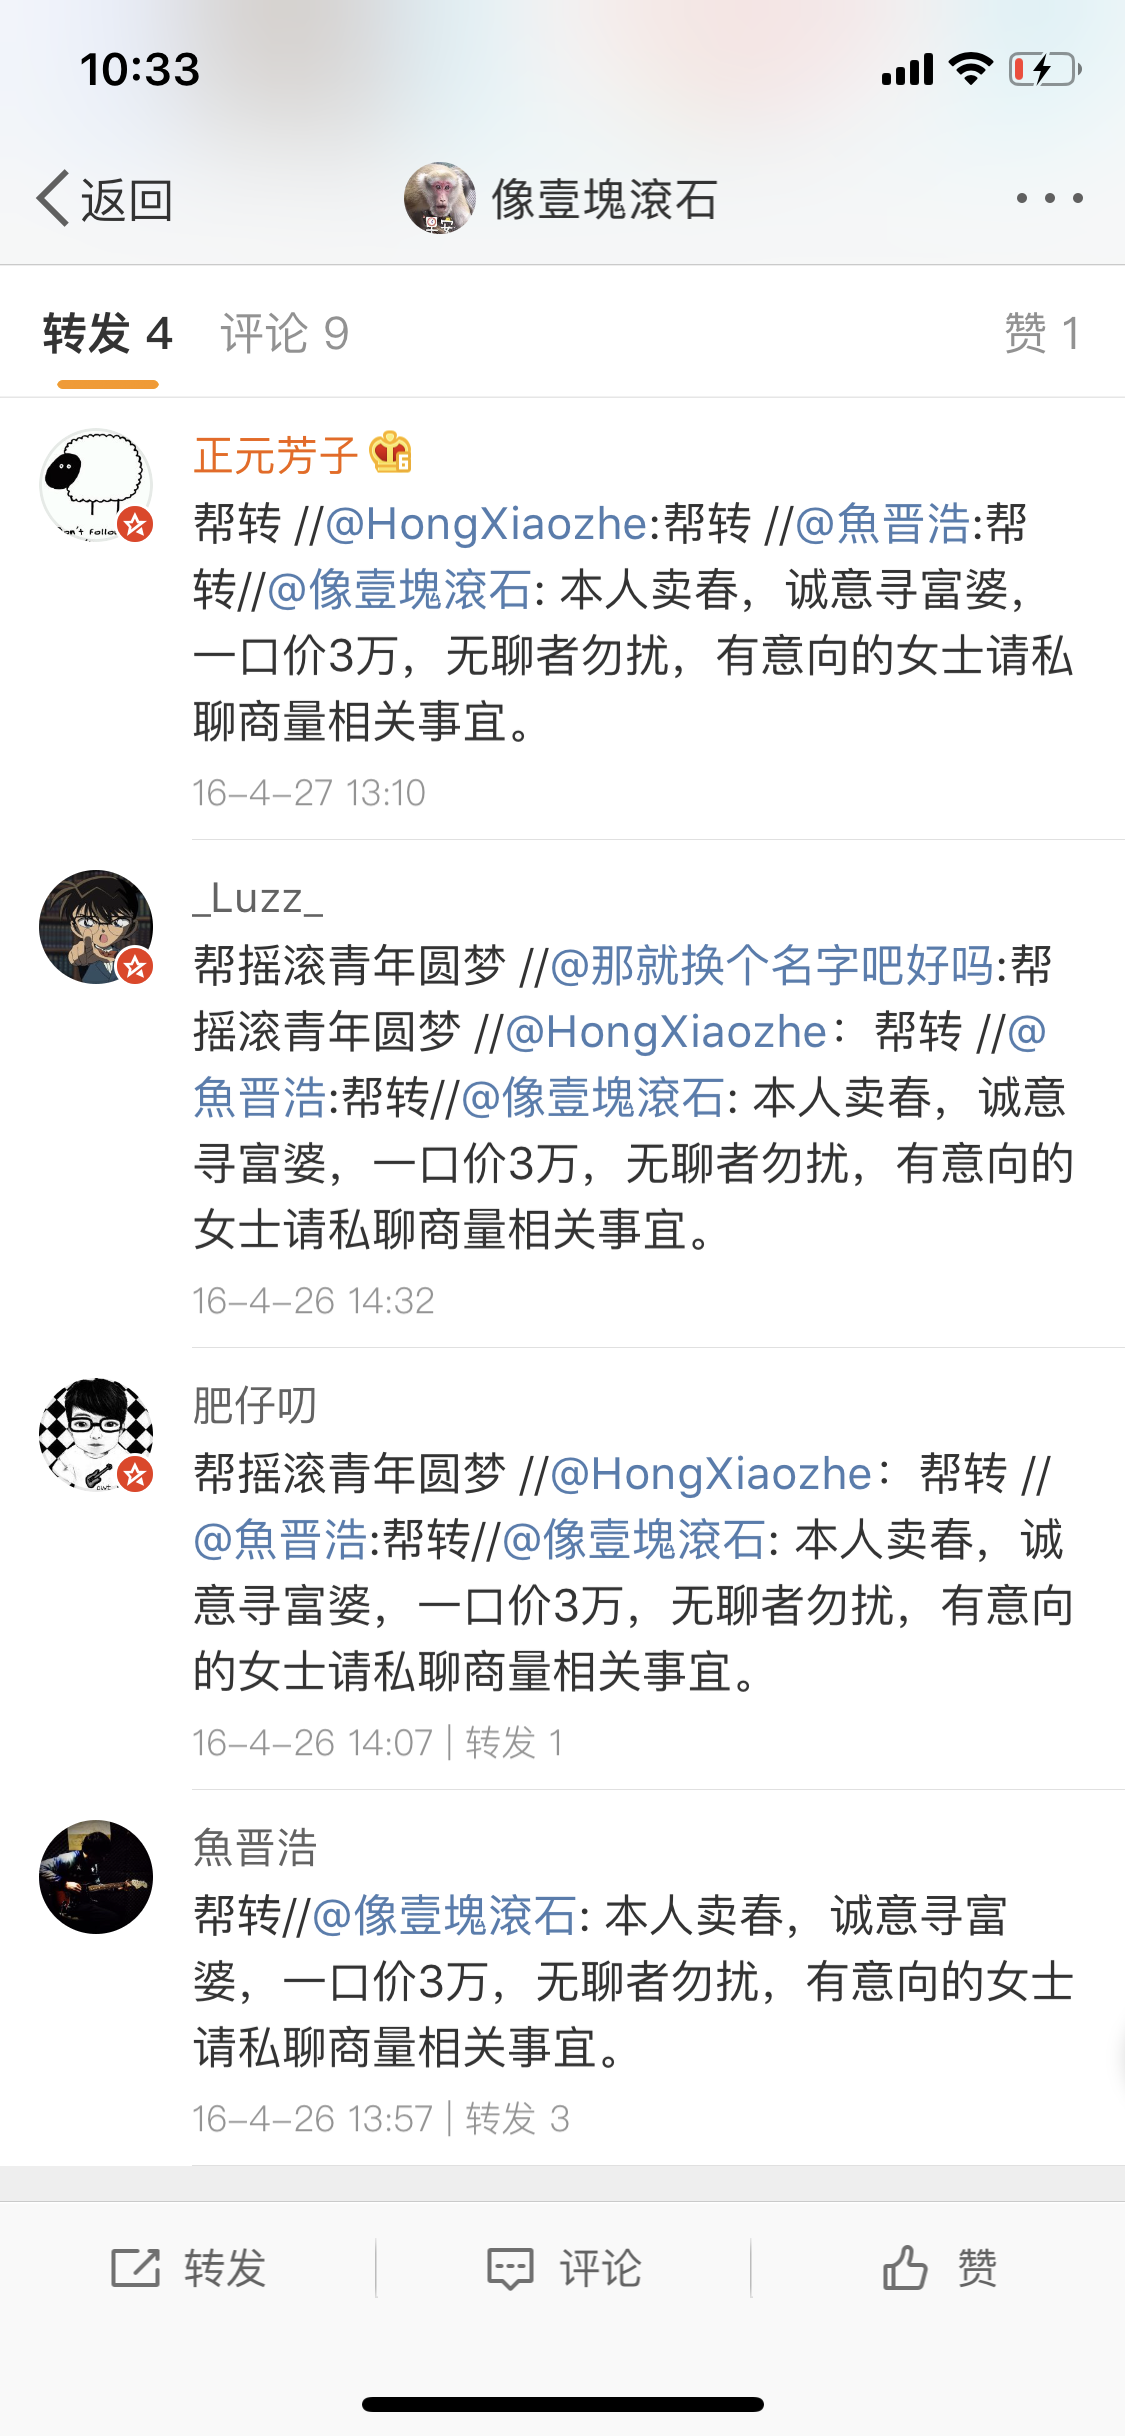 10:33
返回
像壹塊滾石
转发 4
评论 9
赞 1
正元芳子
帮转 //@HongXiaozhe:帮转 //@魚晋浩:帮
转//@像壹塊滾石: 本人卖春，诚意寻富婆，
一口价3万，无聊者勿扰，有意向的女士请私
聊商量相关事宜。
16-4-27 13:10
_Luzz_
帮摇滚青年圆梦 //@那就换个名字吧好吗:帮
摇滚青年圆梦 //@HongXiaozhe：帮转 //@
魚晋浩:帮转//@像壹塊滾石: 本人卖春，诚意
寻富婆，一口价3万，无聊者勿扰，有意向的
女士请私聊商量相关事宜。
16-4-26 14:32
肥仔叨
帮摇滚青年圆梦 //@HongXiaozhe：帮转 //
@魚晋浩:帮转//@像壹塊滾石: 本人卖春，诚
意寻富婆，一口价3万，无聊者勿扰，有意向
的女士请私聊商量相关事宜。
16-4-26 14:07 | 转发 1
魚晋浩
帮转//@像壹塊滾石: 本人卖春，诚意寻富
婆，一口价3万，无聊者勿扰，有意向的女士
请私聊商量相关事宜。
16-4-26 13:57 | 转发 3
转发
评论
赞